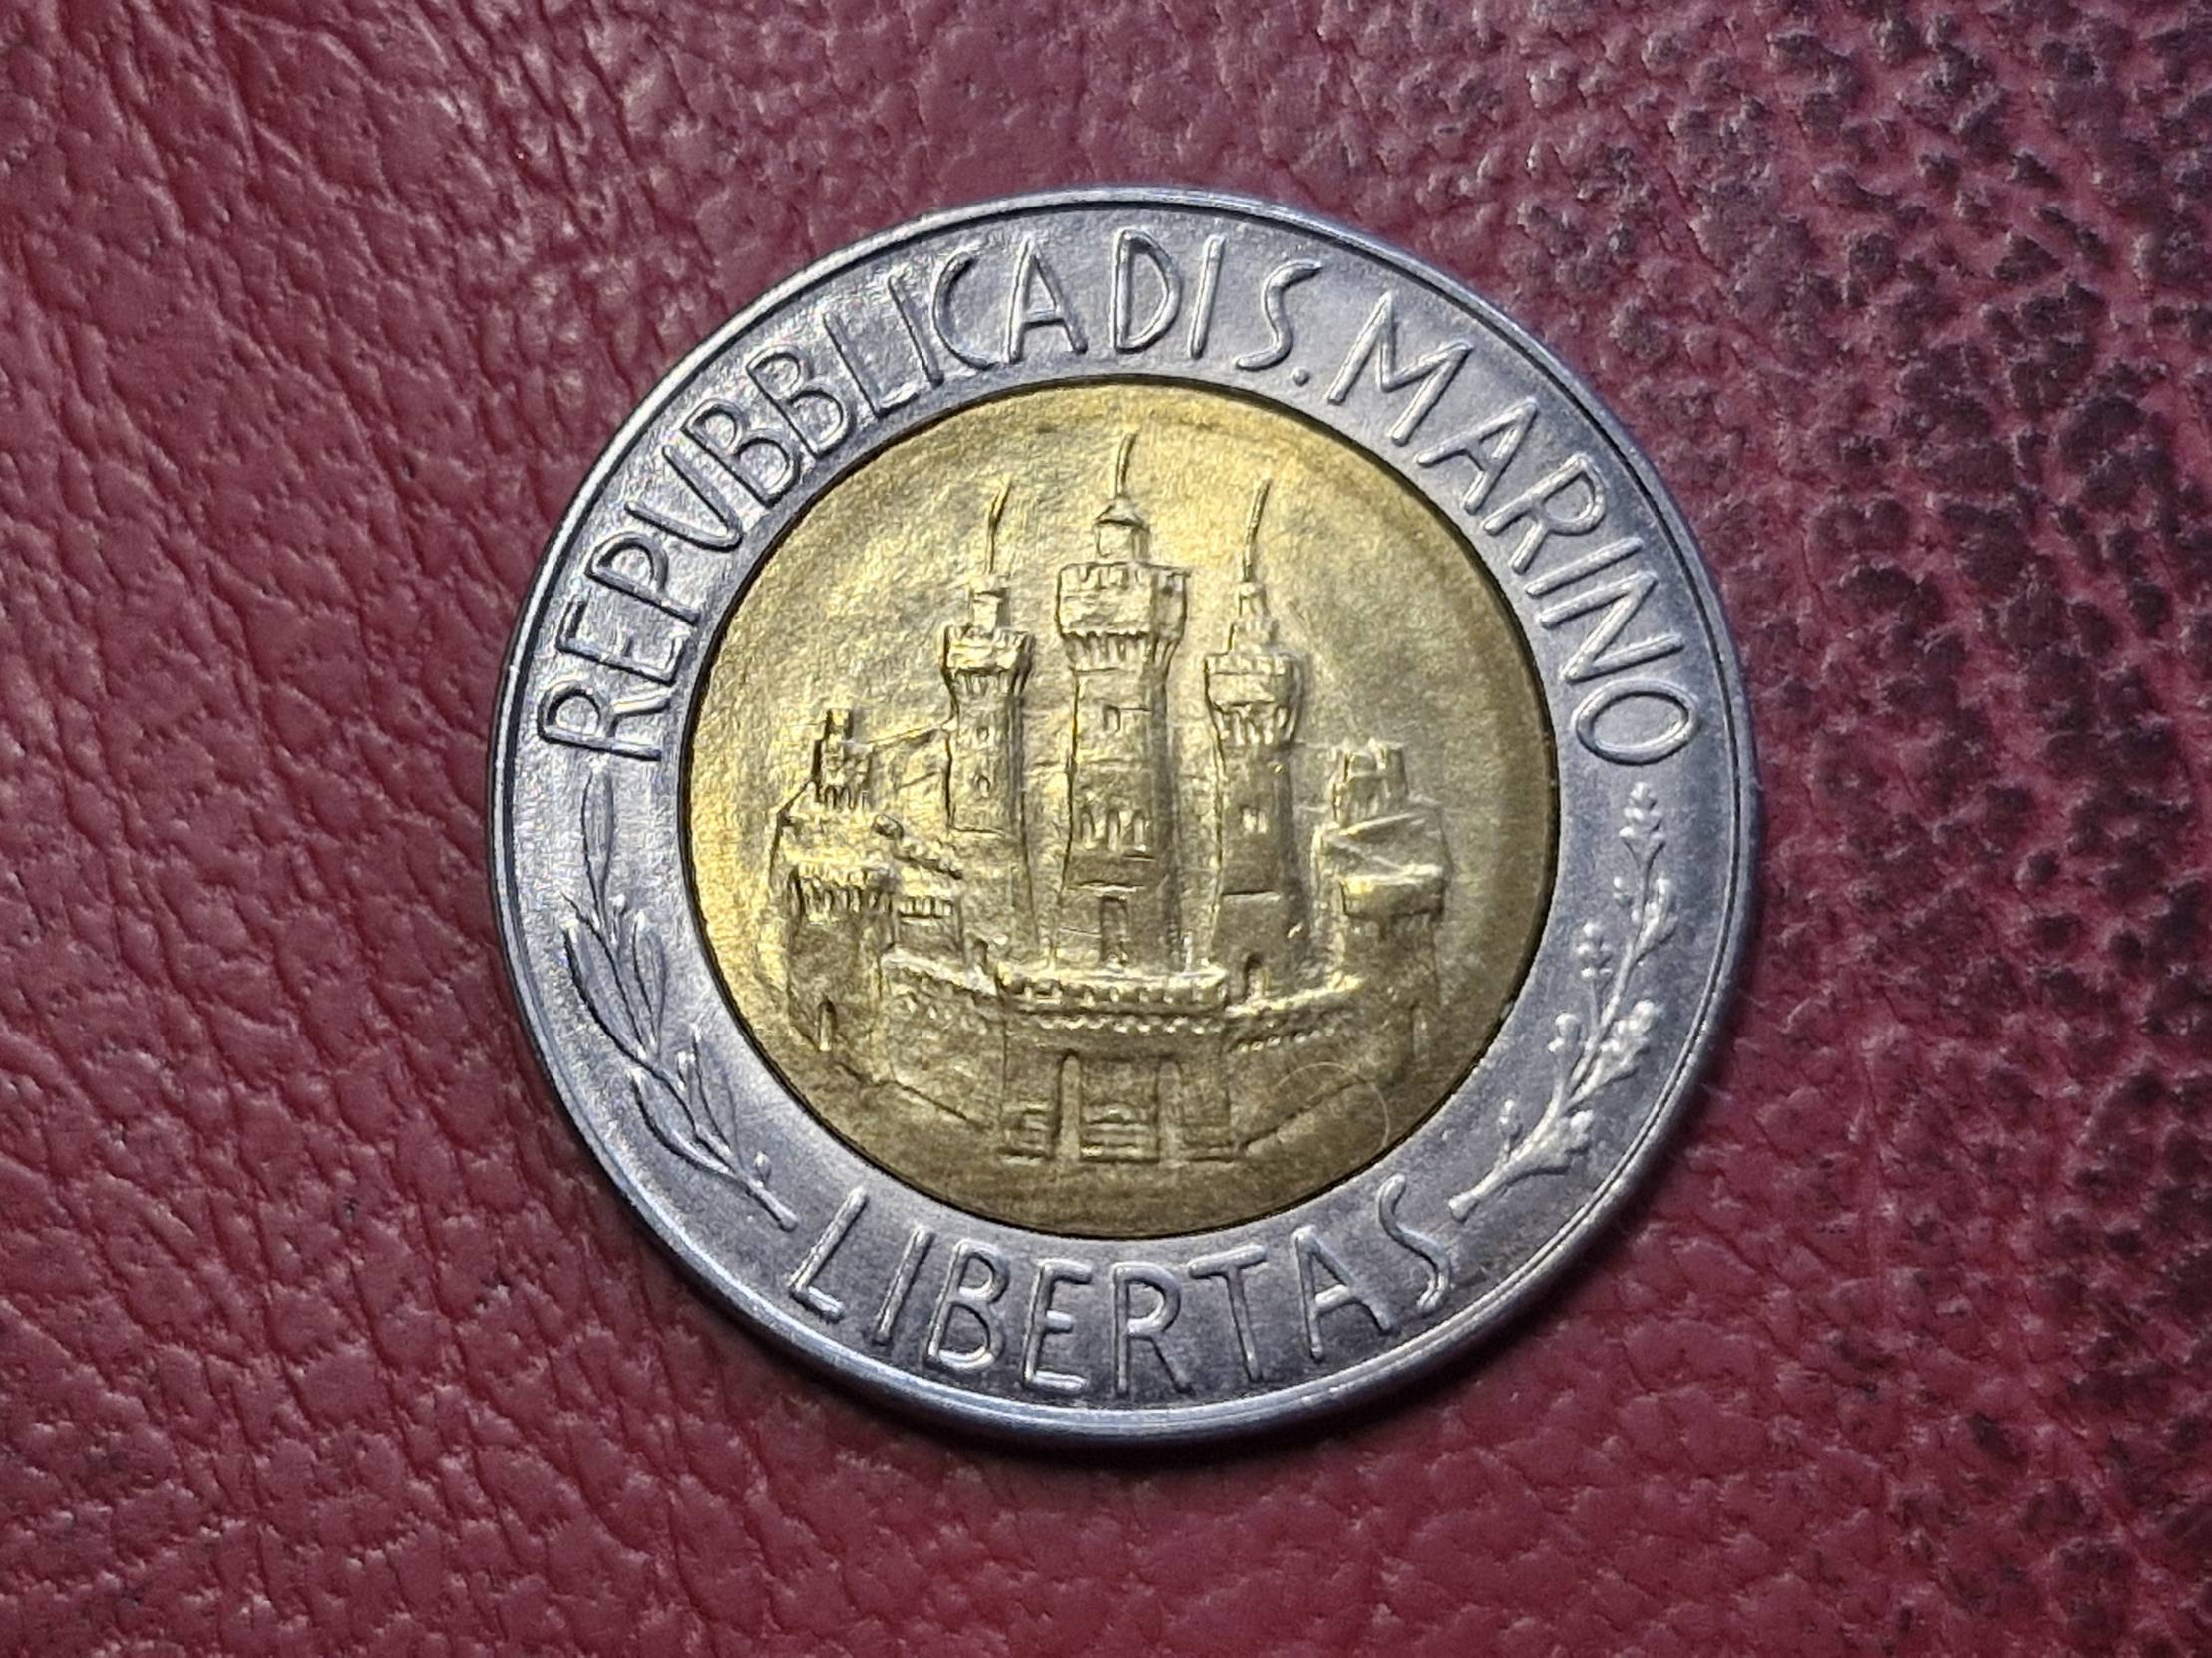 REPVBBLICA DI S. MARINO
LIBERTAS